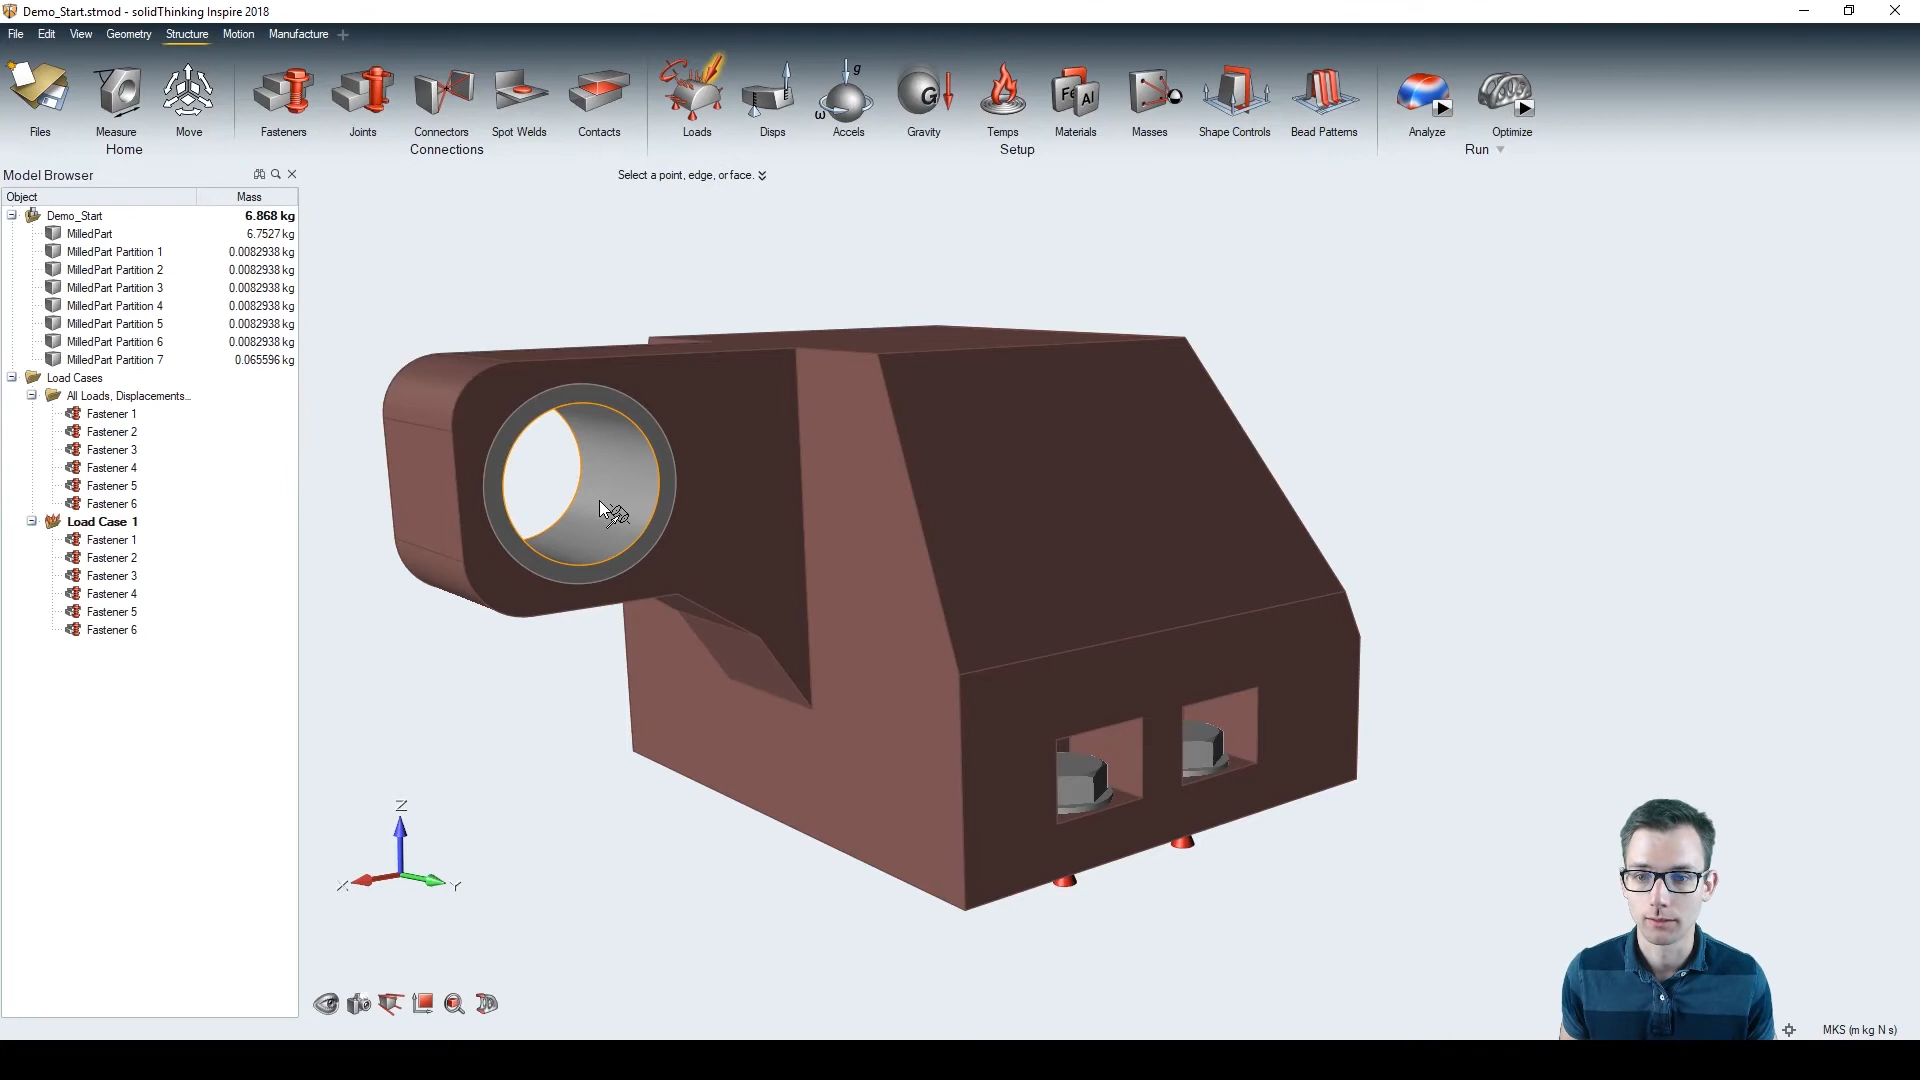 Demo_Start.stmod - solidThinking Inspire 2018
File Edit View Geometry Structure Motion Manufacture
Files Measure Move Fasteners Joints Connectors Spot Welds Contacts Loads Disps Accels Gravity Temps Materials Masses Shape Controls Bead Patterns Analyze Optimize
Home Connections Setup Run
g
ω
G
Fe Al
Model Browser
Select a point, edge, or face.
Object Mass
Demo_Start 6.868 kg
MilledPart 6.7527 kg
MilledPart Partition 1 0.0082938 kg
MilledPart Partition 2 0.0082938 kg
MilledPart Partition 3 0.0082938 kg
MilledPart Partition 4 0.0082938 kg
MilledPart Partition 5 0.0082938 kg
MilledPart Partition 6 0.0082938 kg
MilledPart Partition 7 0.065596 kg
Load Cases
All Loads, Displacements...
Fastener 1
Fastener 2
Fastener 3
Fastener 4
Fastener 5
Fastener 6
Load Case 1
Fastener 1
Fastener 2
Fastener 3
Fastener 4
Fastener 5
Fastener 6
Z
X Y
MKS (m kg N s)